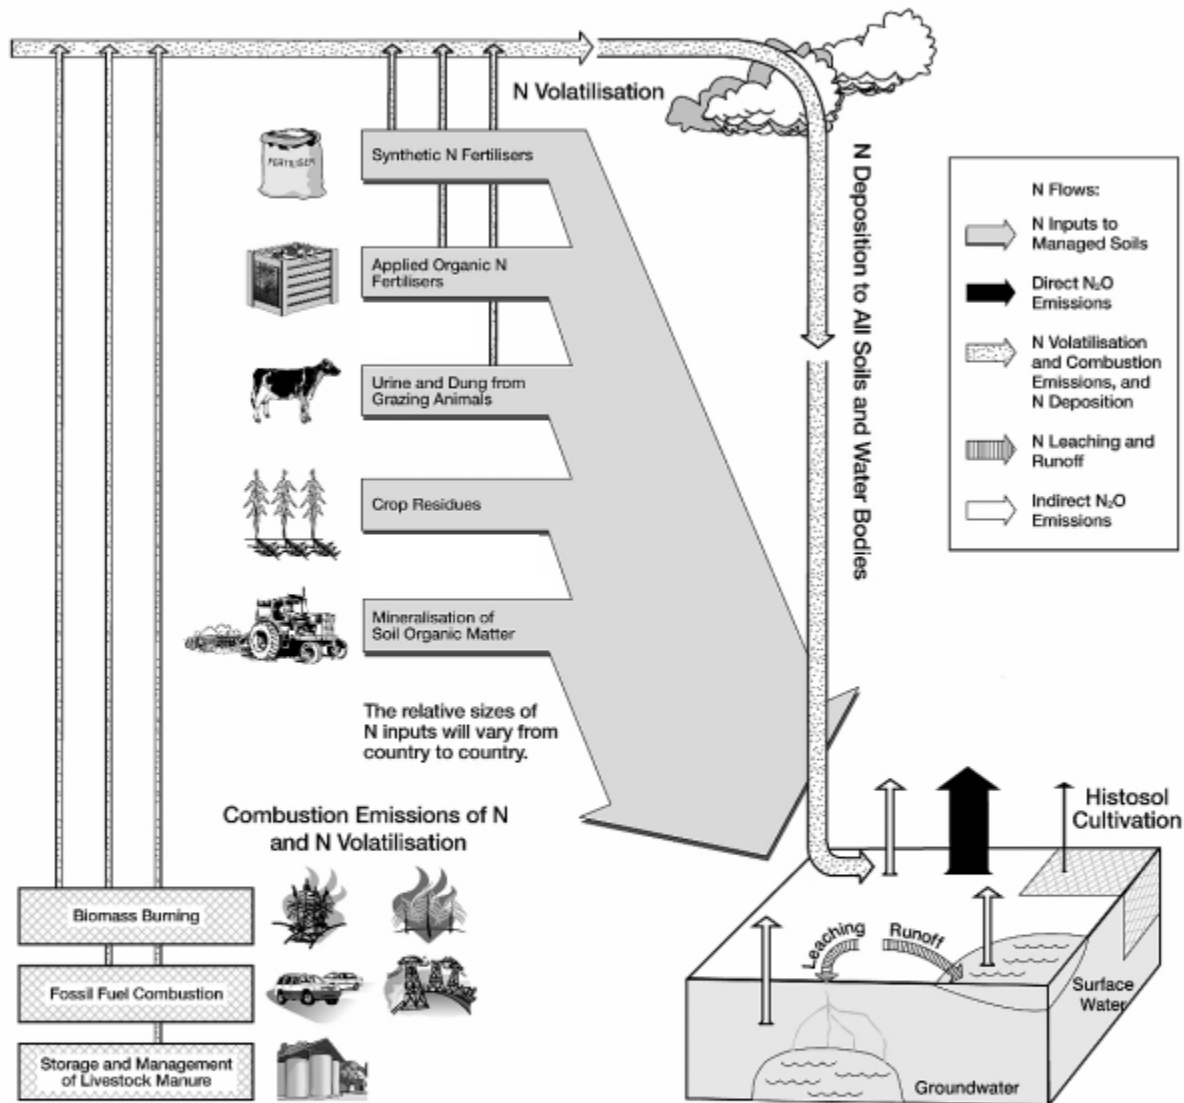 N Volatilisation
FERTILISER
Synthetic N Fertilisers
Applied Organic N
Fertilisers
Urine and Dung from
Grazing Animals
Crop Residues
Mineralisation of
Soil Organic Matter
The relative sizes of
N inputs will vary from
country to country.
N Deposition to All Soils and Water Bodies
N Flows:
N Inputs to
Managed Soils
Direct N₂O
Emissions
N Volatilisation
and Combustion
Emissions, and
N Deposition
N Leaching and
Runoff
Indirect N₂O
Emissions
Combustion Emissions of N
and N Volatilisation
Biomass Burning
Fossil Fuel Combustion
Storage and Management
of Livestock Manure
Histosol
Cultivation
Leaching
Runoff
Surface
Water
Groundwater